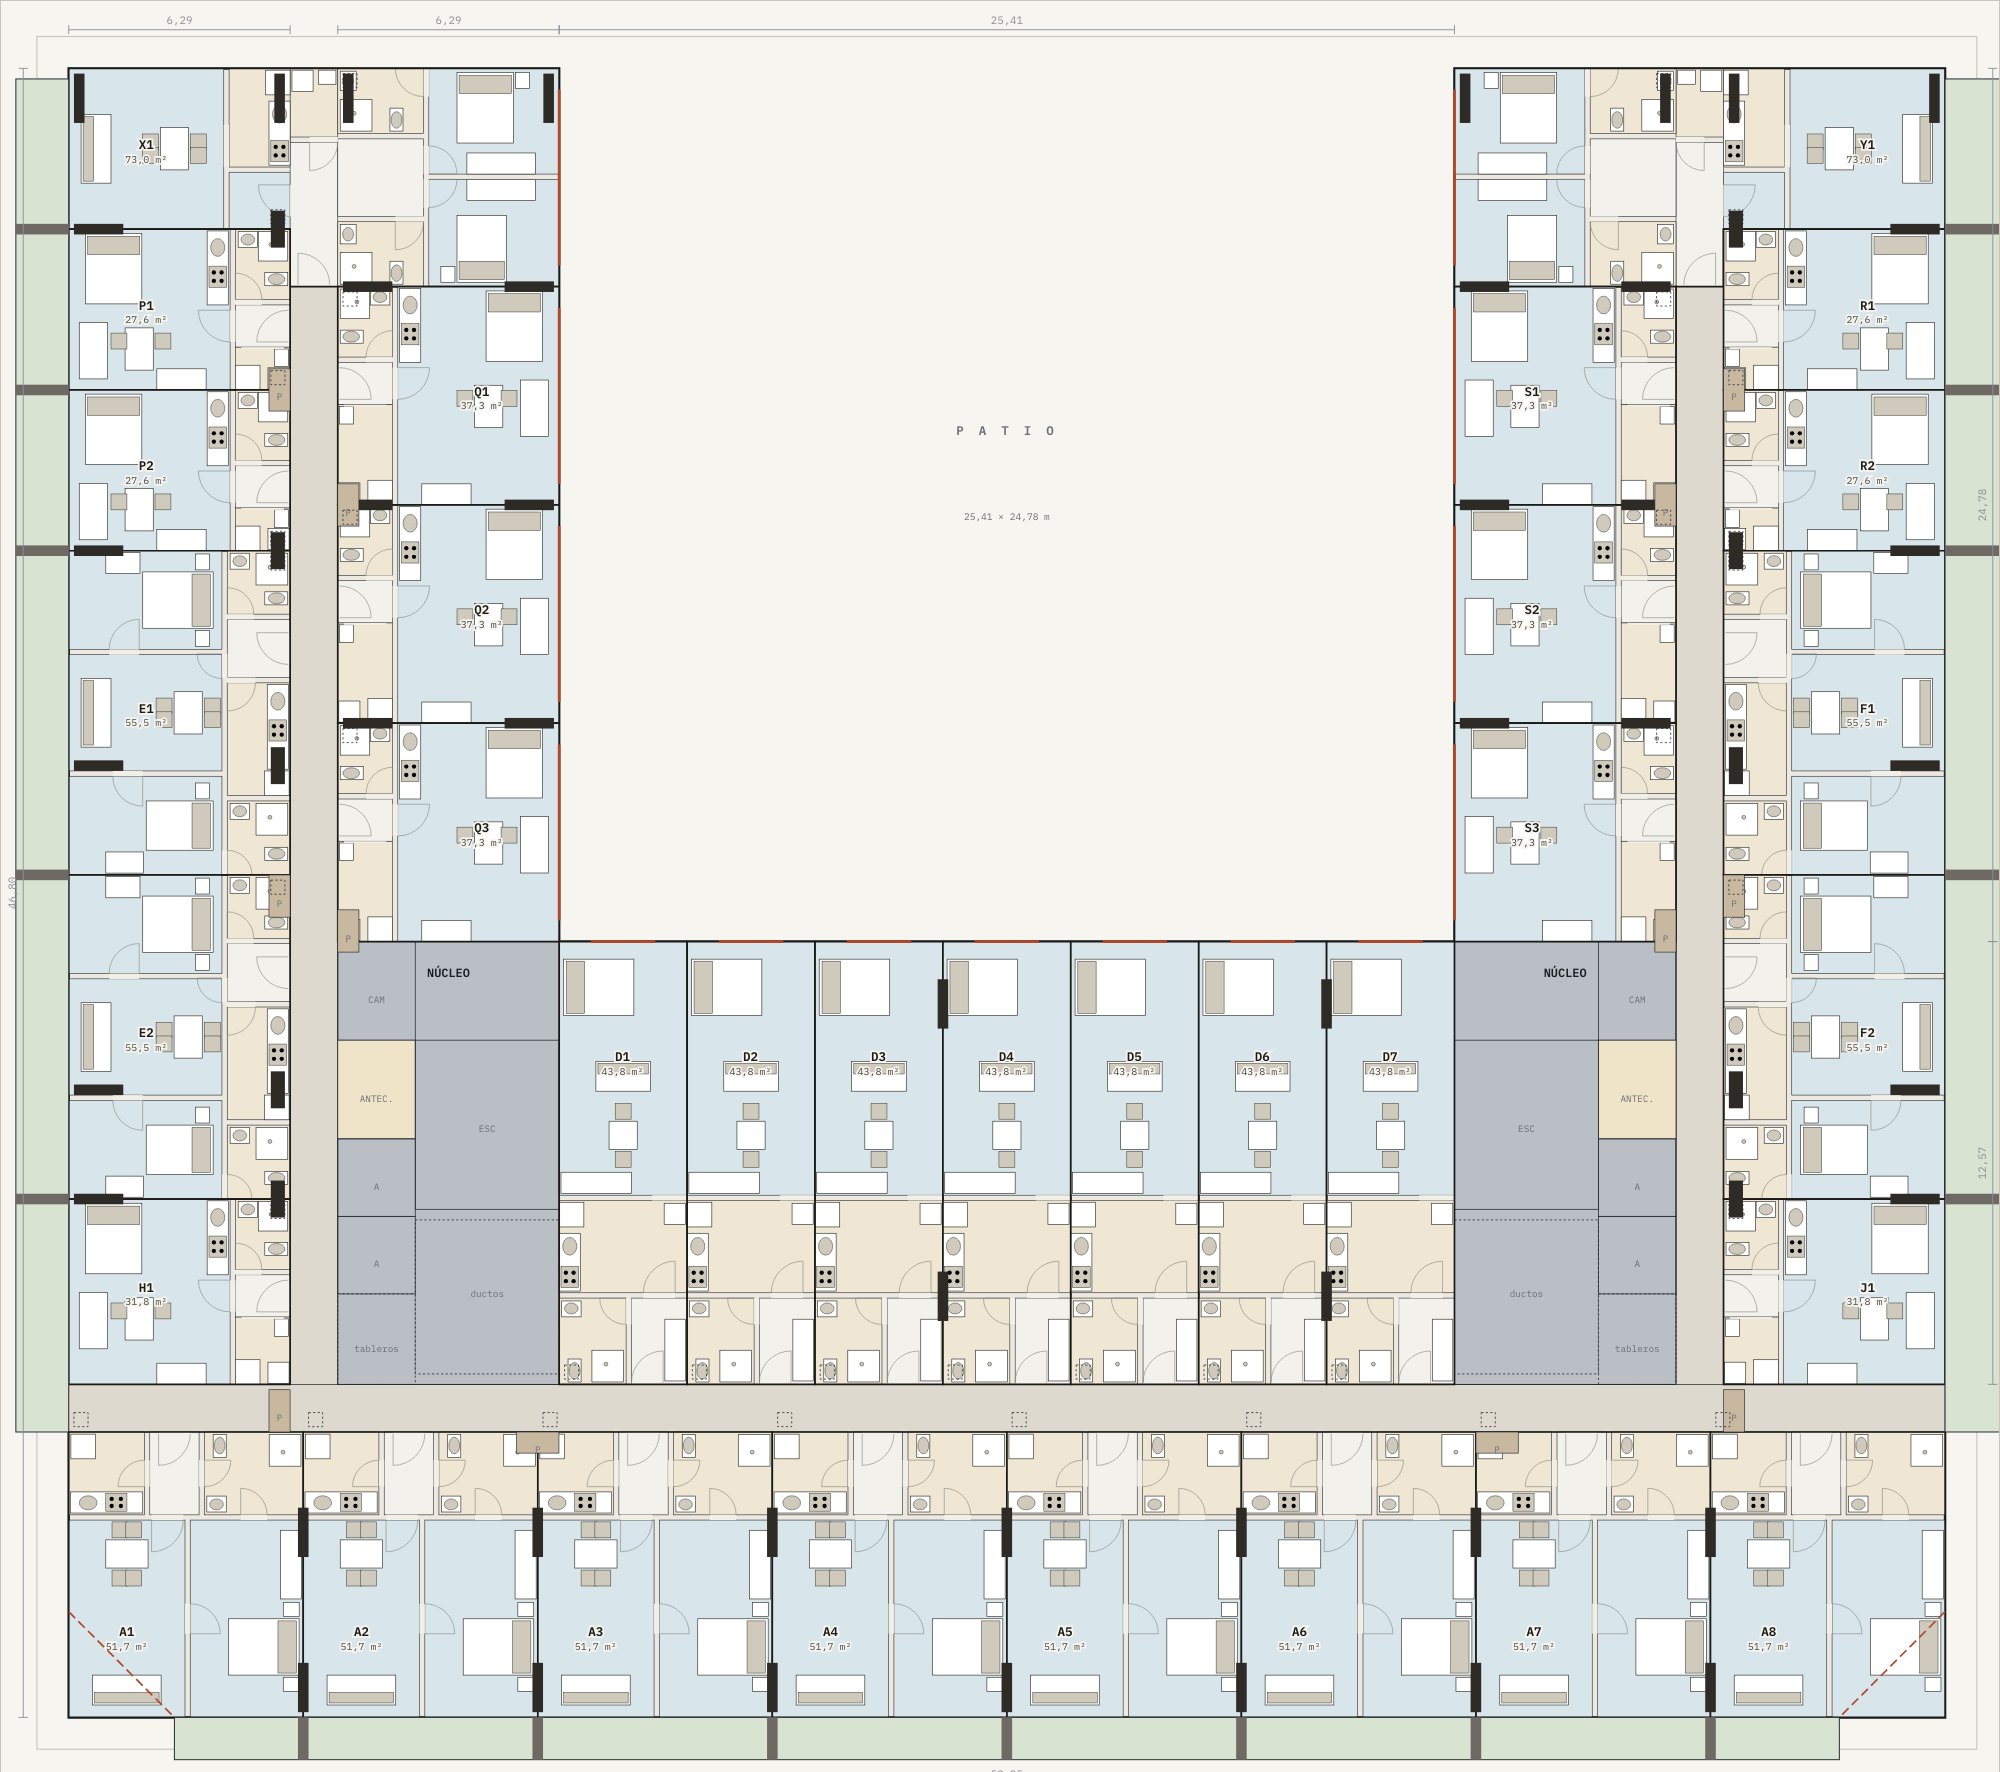 6,29
6,29
25,41
X1
73,0 m²
Y1
73,0 m²
P1
27,6 m²
R1
27,6 m²
Q1
37,3 m²
S1
37,3 m²
P
P
P A T I O
P2
27,6 m²
R2
27,6 m²
24,78
25,41 × 24,78 m
P
P
Q2
37,3 m²
S2
37,3 m²
E1
55,5 m²
F1
55,5 m²
Q3
37,3 m²
S3
37,3 m²
46,80
P
P
P
P
NÚCLEO
NÚCLEO
CAM
CAM
E2
55,5 m²
F2
55,5 m²
D1
43,8 m²
D2
43,8 m²
D3
43,8 m²
D4
43,8 m²
D5
43,8 m²
D6
43,8 m²
D7
43,8 m²
ANTEC.
ANTEC.
ESC
ESC
12,57
A
A
A
A
H1
31,8 m²
J1
31,8 m²
ductos
ductos
tableros
tableros
P
P
P
P
A1
51,7 m²
A2
51,7 m²
A3
51,7 m²
A4
51,7 m²
A5
51,7 m²
A6
51,7 m²
A7
51,7 m²
A8
51,7 m²